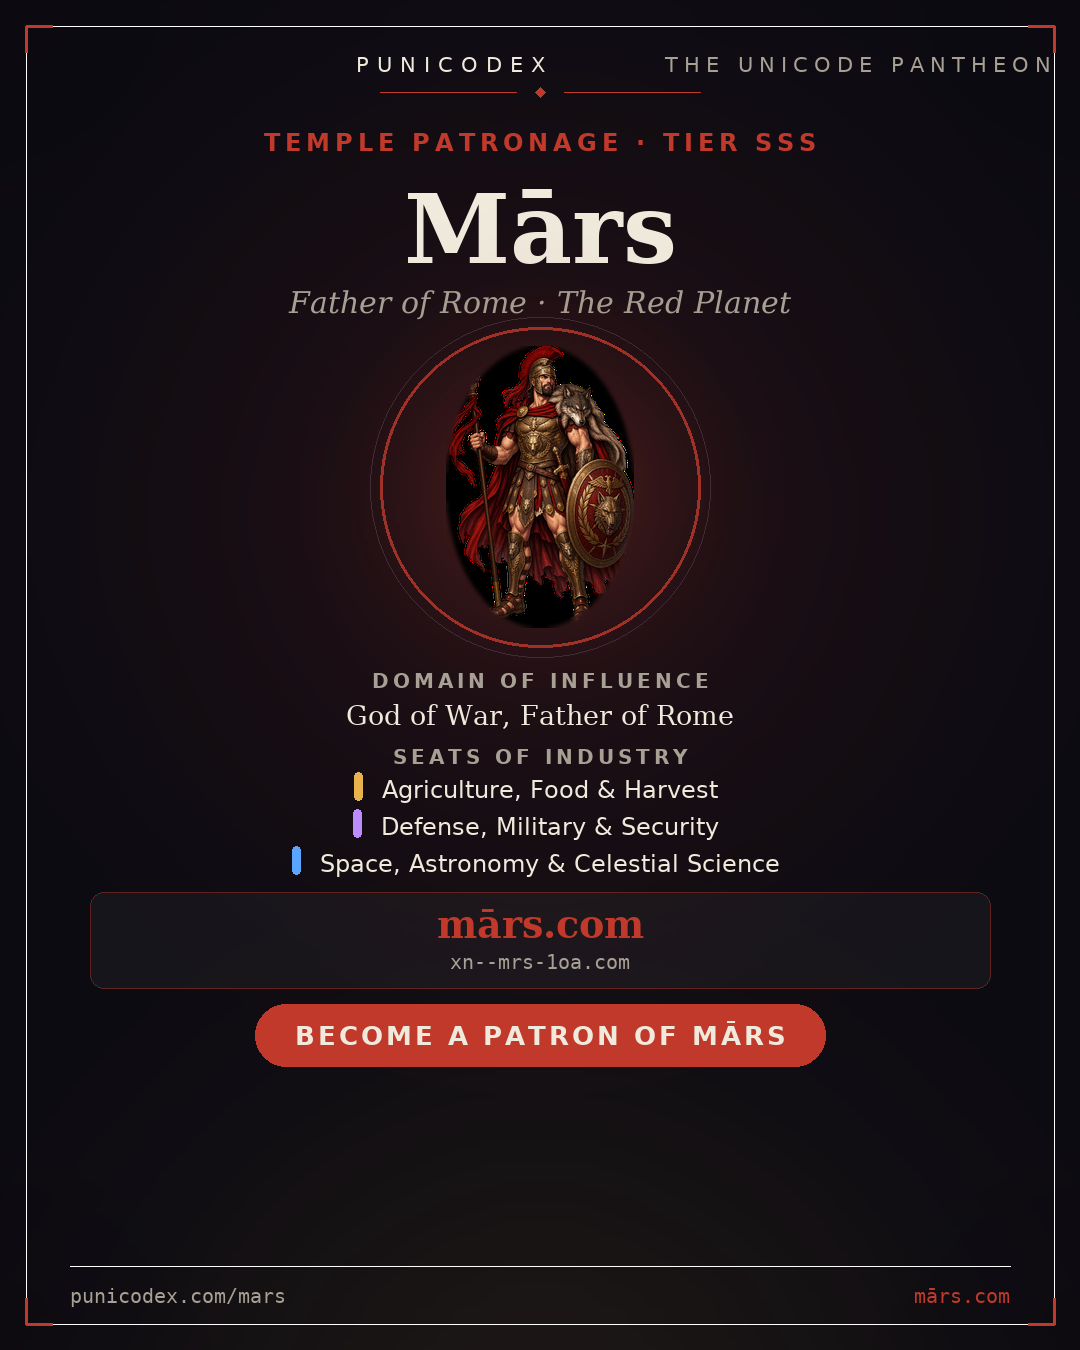 PUNICODEX THE UNICODE PANTHEON
TEMPLE PATRONAGE · TIER SSS
Mārs
Father of Rome · The Red Planet
DOMAIN OF INFLUENCE
God of War, Father of Rome
SEATS OF INDUSTRY
Agriculture, Food & Harvest
Defense, Military & Security
Space, Astronomy & Celestial Science
mārs.com
xn--mrs-1oa.com
BECOME A PATRON OF MĀRS
punicodex.com/mars mārs.com